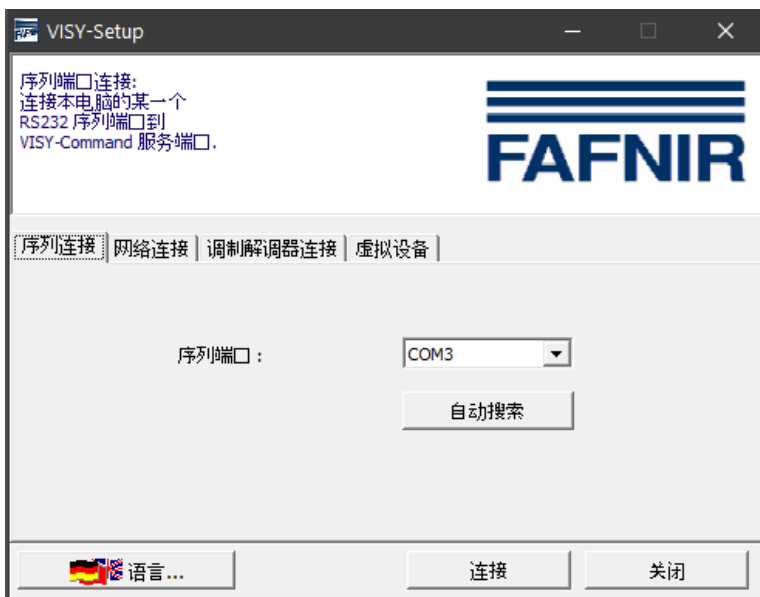 VISY-Setup
序列端口连接:
连接本电脑的某一个
RS232 序列端口到
VISY-Command 服务端口.
FAFNIR
序列连接 网络连接 调制解调器连接 虚拟设备
序列端口 : COM3
自动搜索
语言... 连接 关闭